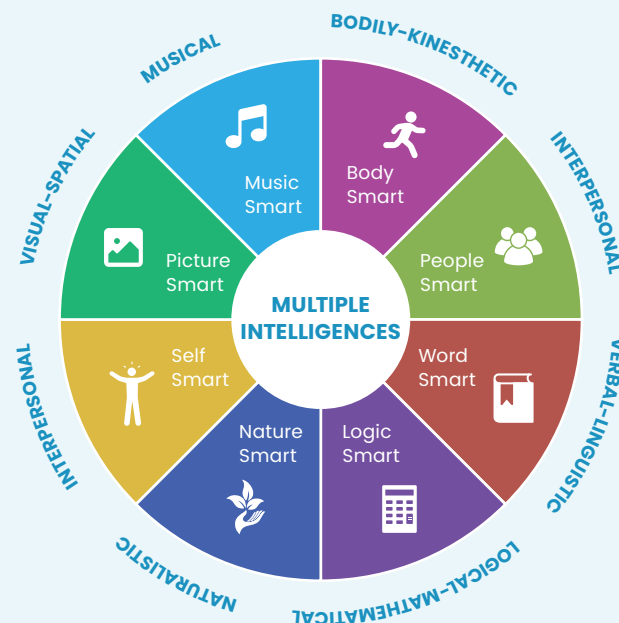 BODILY-KINESTHETIC
MUSICAL
INTERPERSONAL
VISUAL-SPATIAL
Music
Smart
Body
Smart
Picture
Smart
People
Smart
MULTIPLE
INTELLIGENCES
Self
Smart
Word
Smart
INTERPERSONAL
VERBAL-LINGUISTIC
Nature
Smart
Logic
Smart
NATURALISTIC
LOGICAL-MATHEMATICAL